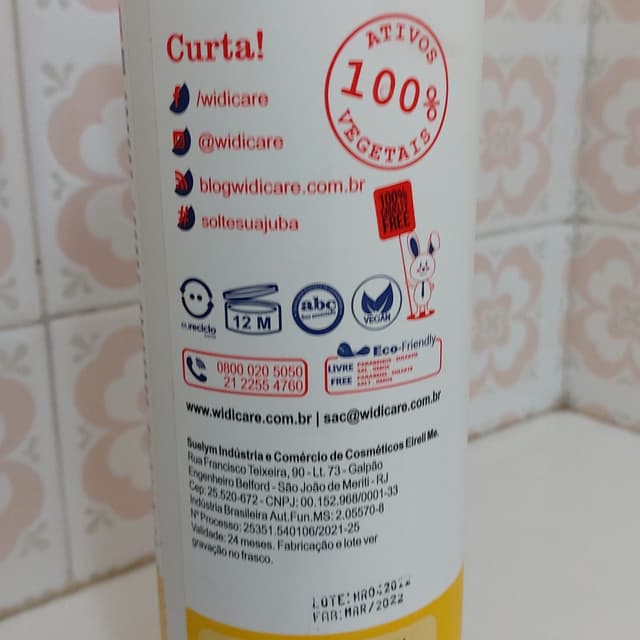 Curta!
/widicare
@widicare
blogwidicare.com.br
soltesuajuba
ATIVOS
100%
VEGETAIS
100%
FREE
eureciclo
12 M
abc
VEGAN
0800 020 5050
21 2255 4760
Eco-Friendly
LIVRE
FREE
www.widicare.com.br | sac@widicare.com.br
Suelym Indústria e Comércio de Cosméticos Eireli Me.
Rua Francisco Teixeira, 90 - Lt. 73 - Galpão
Engenheiro Belford - São João de Meriti - RJ
Cep: 25.520-672 - CNPJ: 00.152.968/0001-33
Indústria Brasileira Aut.Fun.MS: 2.05570-8
Nº Processo: 25351.540106/2021-25
Validade: 24 meses. Fabricação e lote ver
gravação no frasco.
LOTE:
FAB:MAR/2022